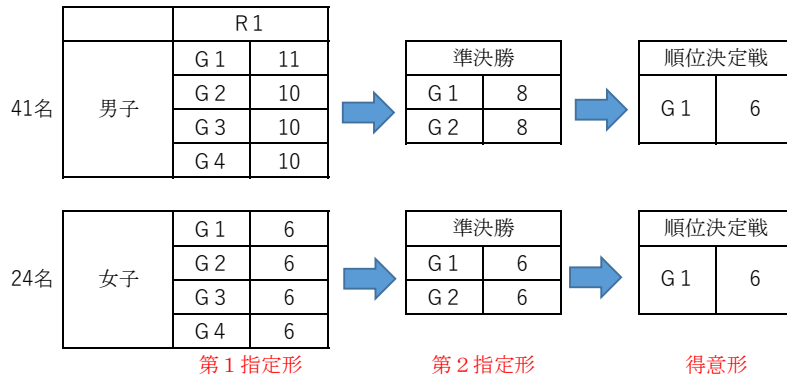 R1
G1 11
41名 男子 G2 10
G3 10
G4 10
準決勝
G1 8
G2 8
順位決定戦
G1 6
24名 女子 G1 6
G2 6
G3 6
G4 6
準決勝
G1 6
G2 6
順位決定戦
G1 6
第1指定形 第2指定形 得意形